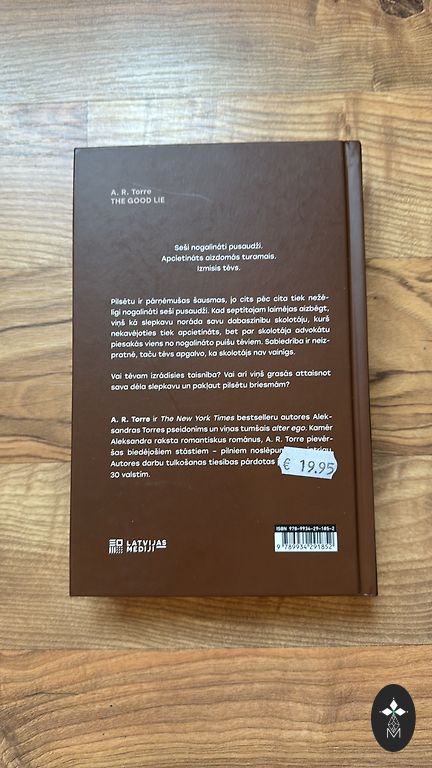 A. R. Torre
THE GOOD LIE
Seši nogalināti pusaudži.
Apcietināts aizdomās turamais.
Izmisis tēvs.
Pilsētu ir pārņēmušas šausmas, jo cits pēc cita tiek nežē-
līgi nogalināti seši pusaudži. Kad septītajam laimējas aizbēgt,
viņš kā slepkavu norāda savu dabaszinību skolotāju, kurš
nekavējoties tiek apcietināts, bet par skolotāja advokātu
piesakās viens no nogalināto puišu tēviem. Sabiedrība ir neiz-
pratnē, taču tēvs apgalvo, ka skolotājs nav vainīgs.
Vai tēvam izrādīsies taisnība? Vai arī viņš grasās attaisnot
sava dēla slepkavu un pakļaut pilsētu briesmām?
A. R. Torre ir The New York Times bestselleru autores Alek-
sandras Torres pseidonīms un viņas tumšais alter ego. Kamēr
Aleksandra raksta romantiskus romānus, A. R. Torre pievēr-
šas biedējošiem stāstiem – pilniem noslēpumu
Autores darbu tulkošanas tiesības pārdotas
30 valstīm.
€ 19.95
ISBN 978-9934-29-185-2
9 789934 291852
LATVIJAS
MEDIJI
M